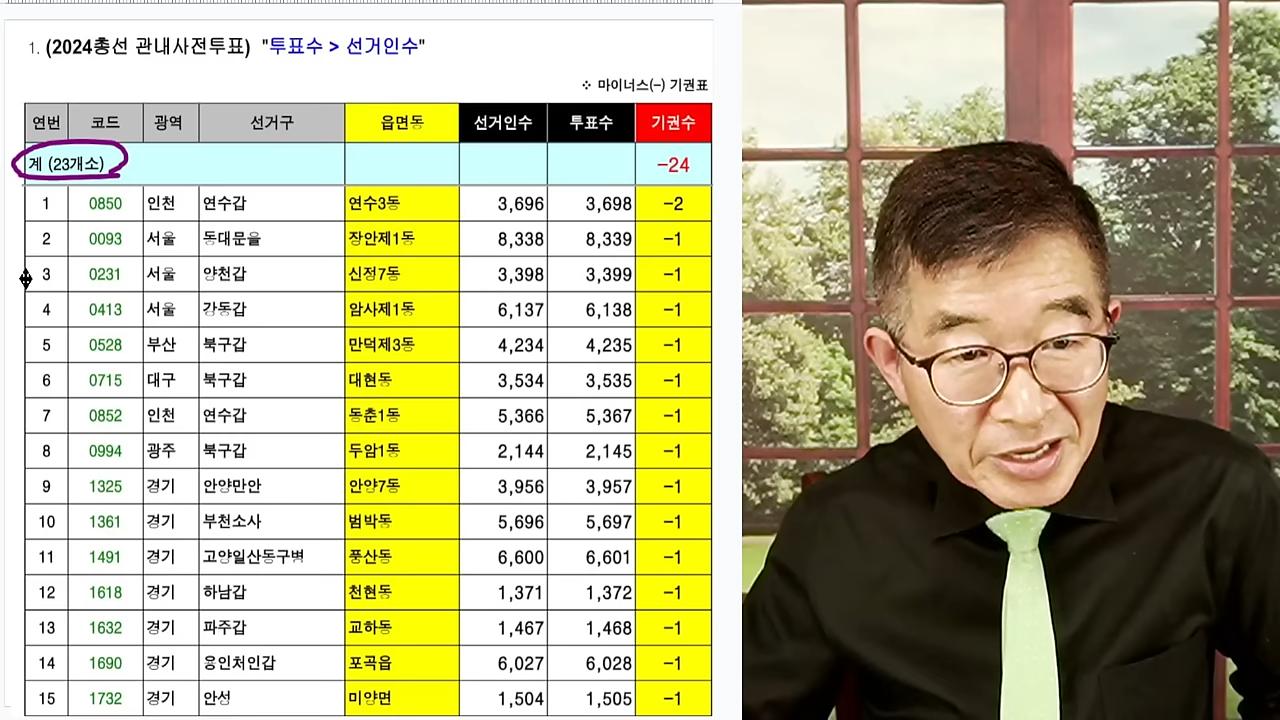 1. (2024총선 관내사전투표) "투표수 > 선거인수"
※ 마이너스(-) 기권표
연번 코드 광역 선거구 읍면동 선거인수 투표수 기권수
계 (23개소) -24
1 0850 인천 연수갑 연수3동 3,696 3,698 -2
2 0093 서울 동대문을 장안제1동 8,338 8,339 -1
3 0231 서울 양천갑 신정7동 3,398 3,399 -1
4 0413 서울 강동갑 암사제1동 6,137 6,138 -1
5 0528 부산 북구갑 만덕제3동 4,234 4,235 -1
6 0715 대구 북구갑 대현동 3,534 3,535 -1
7 0852 인천 연수갑 동춘1동 5,366 5,367 -1
8 0994 광주 북구갑 두암1동 2,144 2,145 -1
9 1325 경기 안양만안 안양7동 3,956 3,957 -1
10 1361 경기 부천소사 범박동 5,696 5,697 -1
11 1491 경기 고양일산동구병 풍산동 6,600 6,601 -1
12 1618 경기 하남갑 천현동 1,371 1,372 -1
13 1632 경기 파주갑 교하동 1,467 1,468 -1
14 1690 경기 용인처인갑 포곡읍 6,027 6,028 -1
15 1732 경기 안성 미양면 1,504 1,505 -1